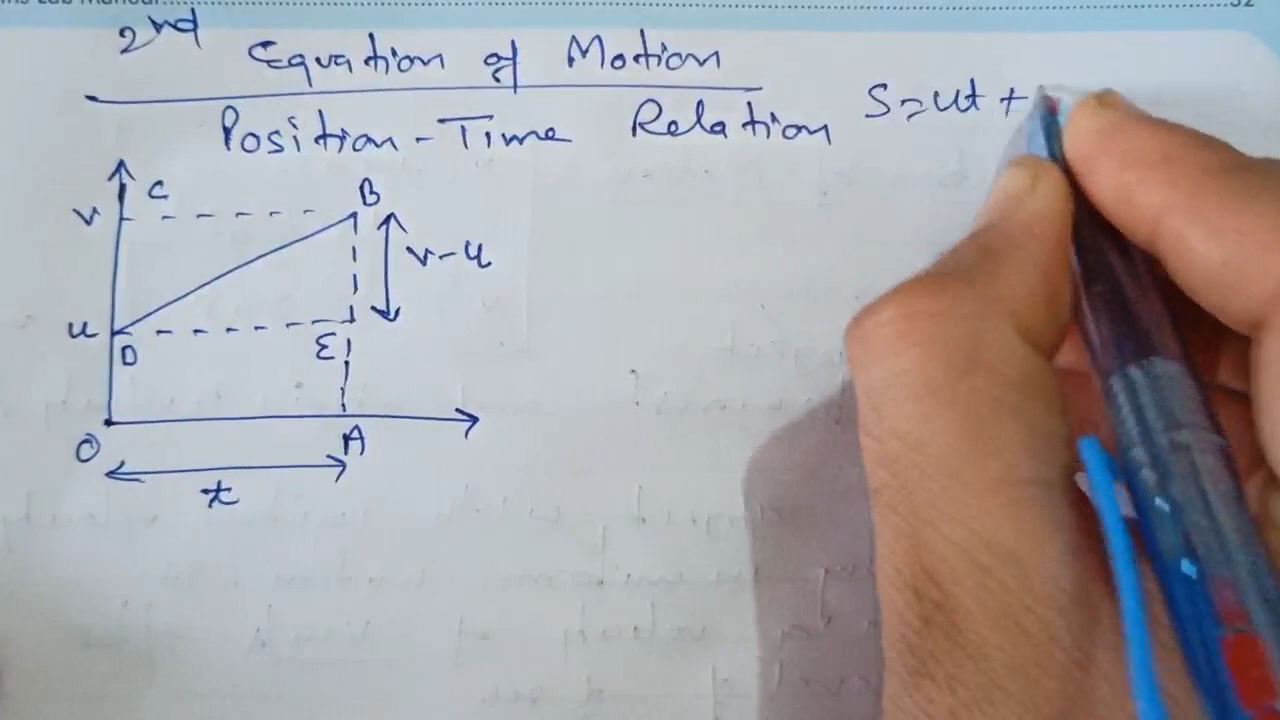 2nd Equation of Motion
Position-Time Relation S=ut +
C B
v
v-u
u
D E
O A
t